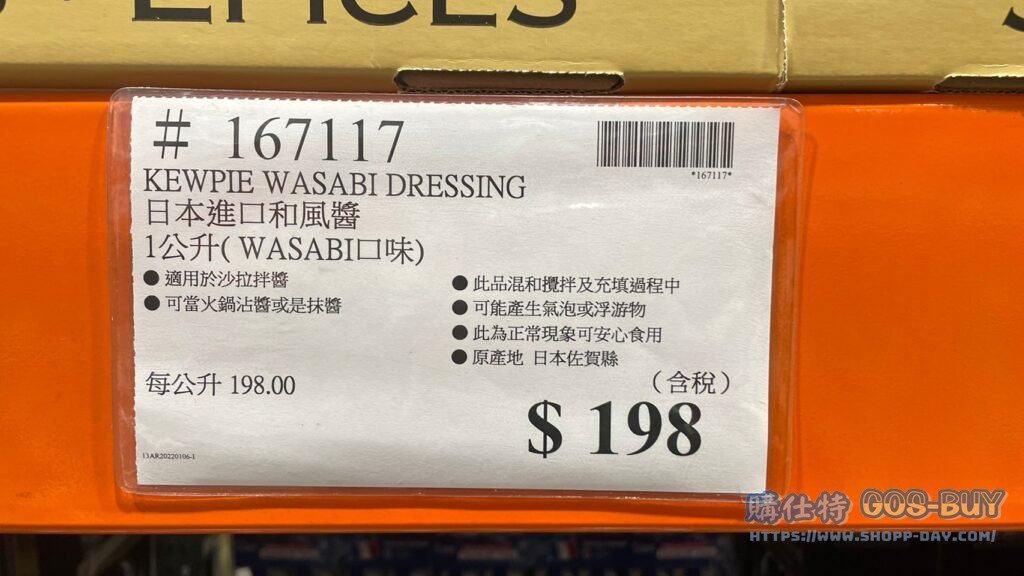 EPICES
# 167117
*167117*
KEWPIE WASABI DRESSING
日本進口和風醬
1公升( WASABI口味)
● 適用於沙拉拌醬
● 可當火鍋沾醬或是抹醬
● 此品混和攪拌及充填過程中
● 可能產生氣泡或浮游物
● 此為正常現象可安心食用
● 原產地 日本佐賀縣
每公升 198.00
(含稅)
$ 198
13AR20220106-1
購仕特 GOS-BUY
HTTPS://WWW.SHOPP-DAY.COM/